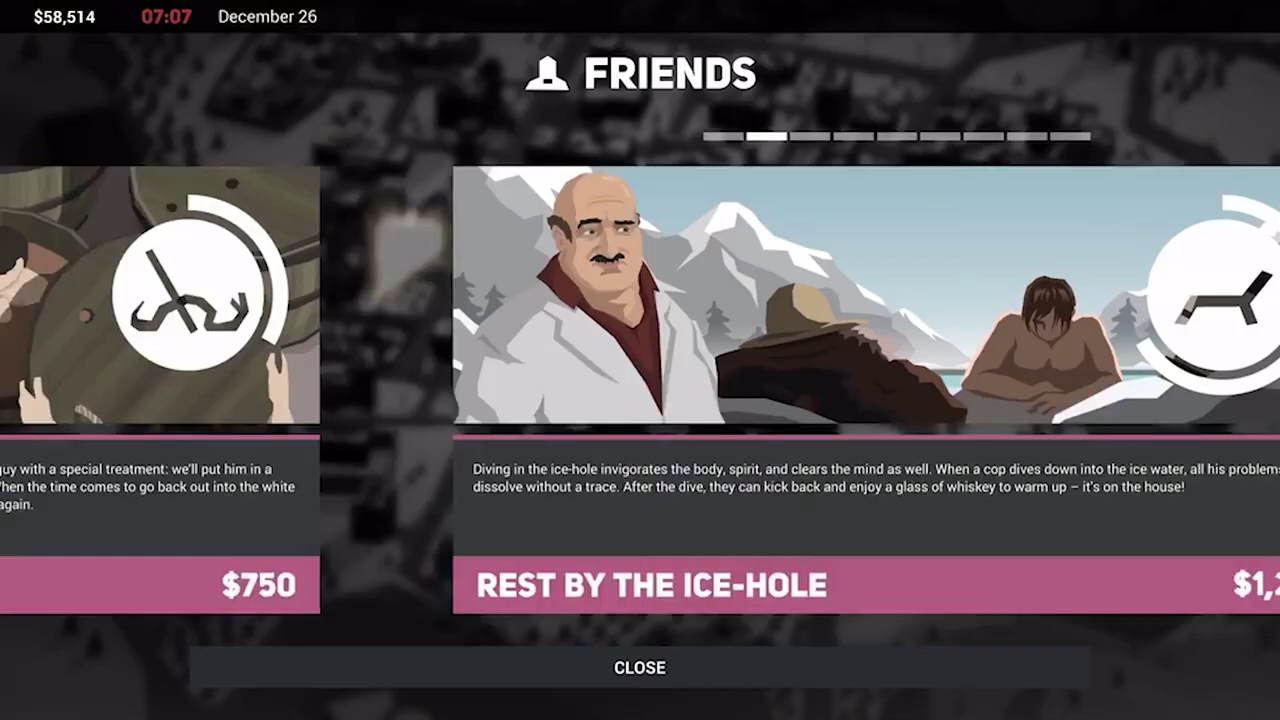 $58,514 07:07 December 26
FRIENDS
guy with a special treatment: we'll put him in a
When the time comes to go back out into the white
again.
$750
Diving in the ice-hole invigorates the body, spirit, and clears the mind as well. When a cop dives down into the ice water, all his problems
dissolve without a trace. After the dive, they can kick back and enjoy a glass of whiskey to warm up – it's on the house!
REST BY THE ICE-HOLE
$1,2
CLOSE